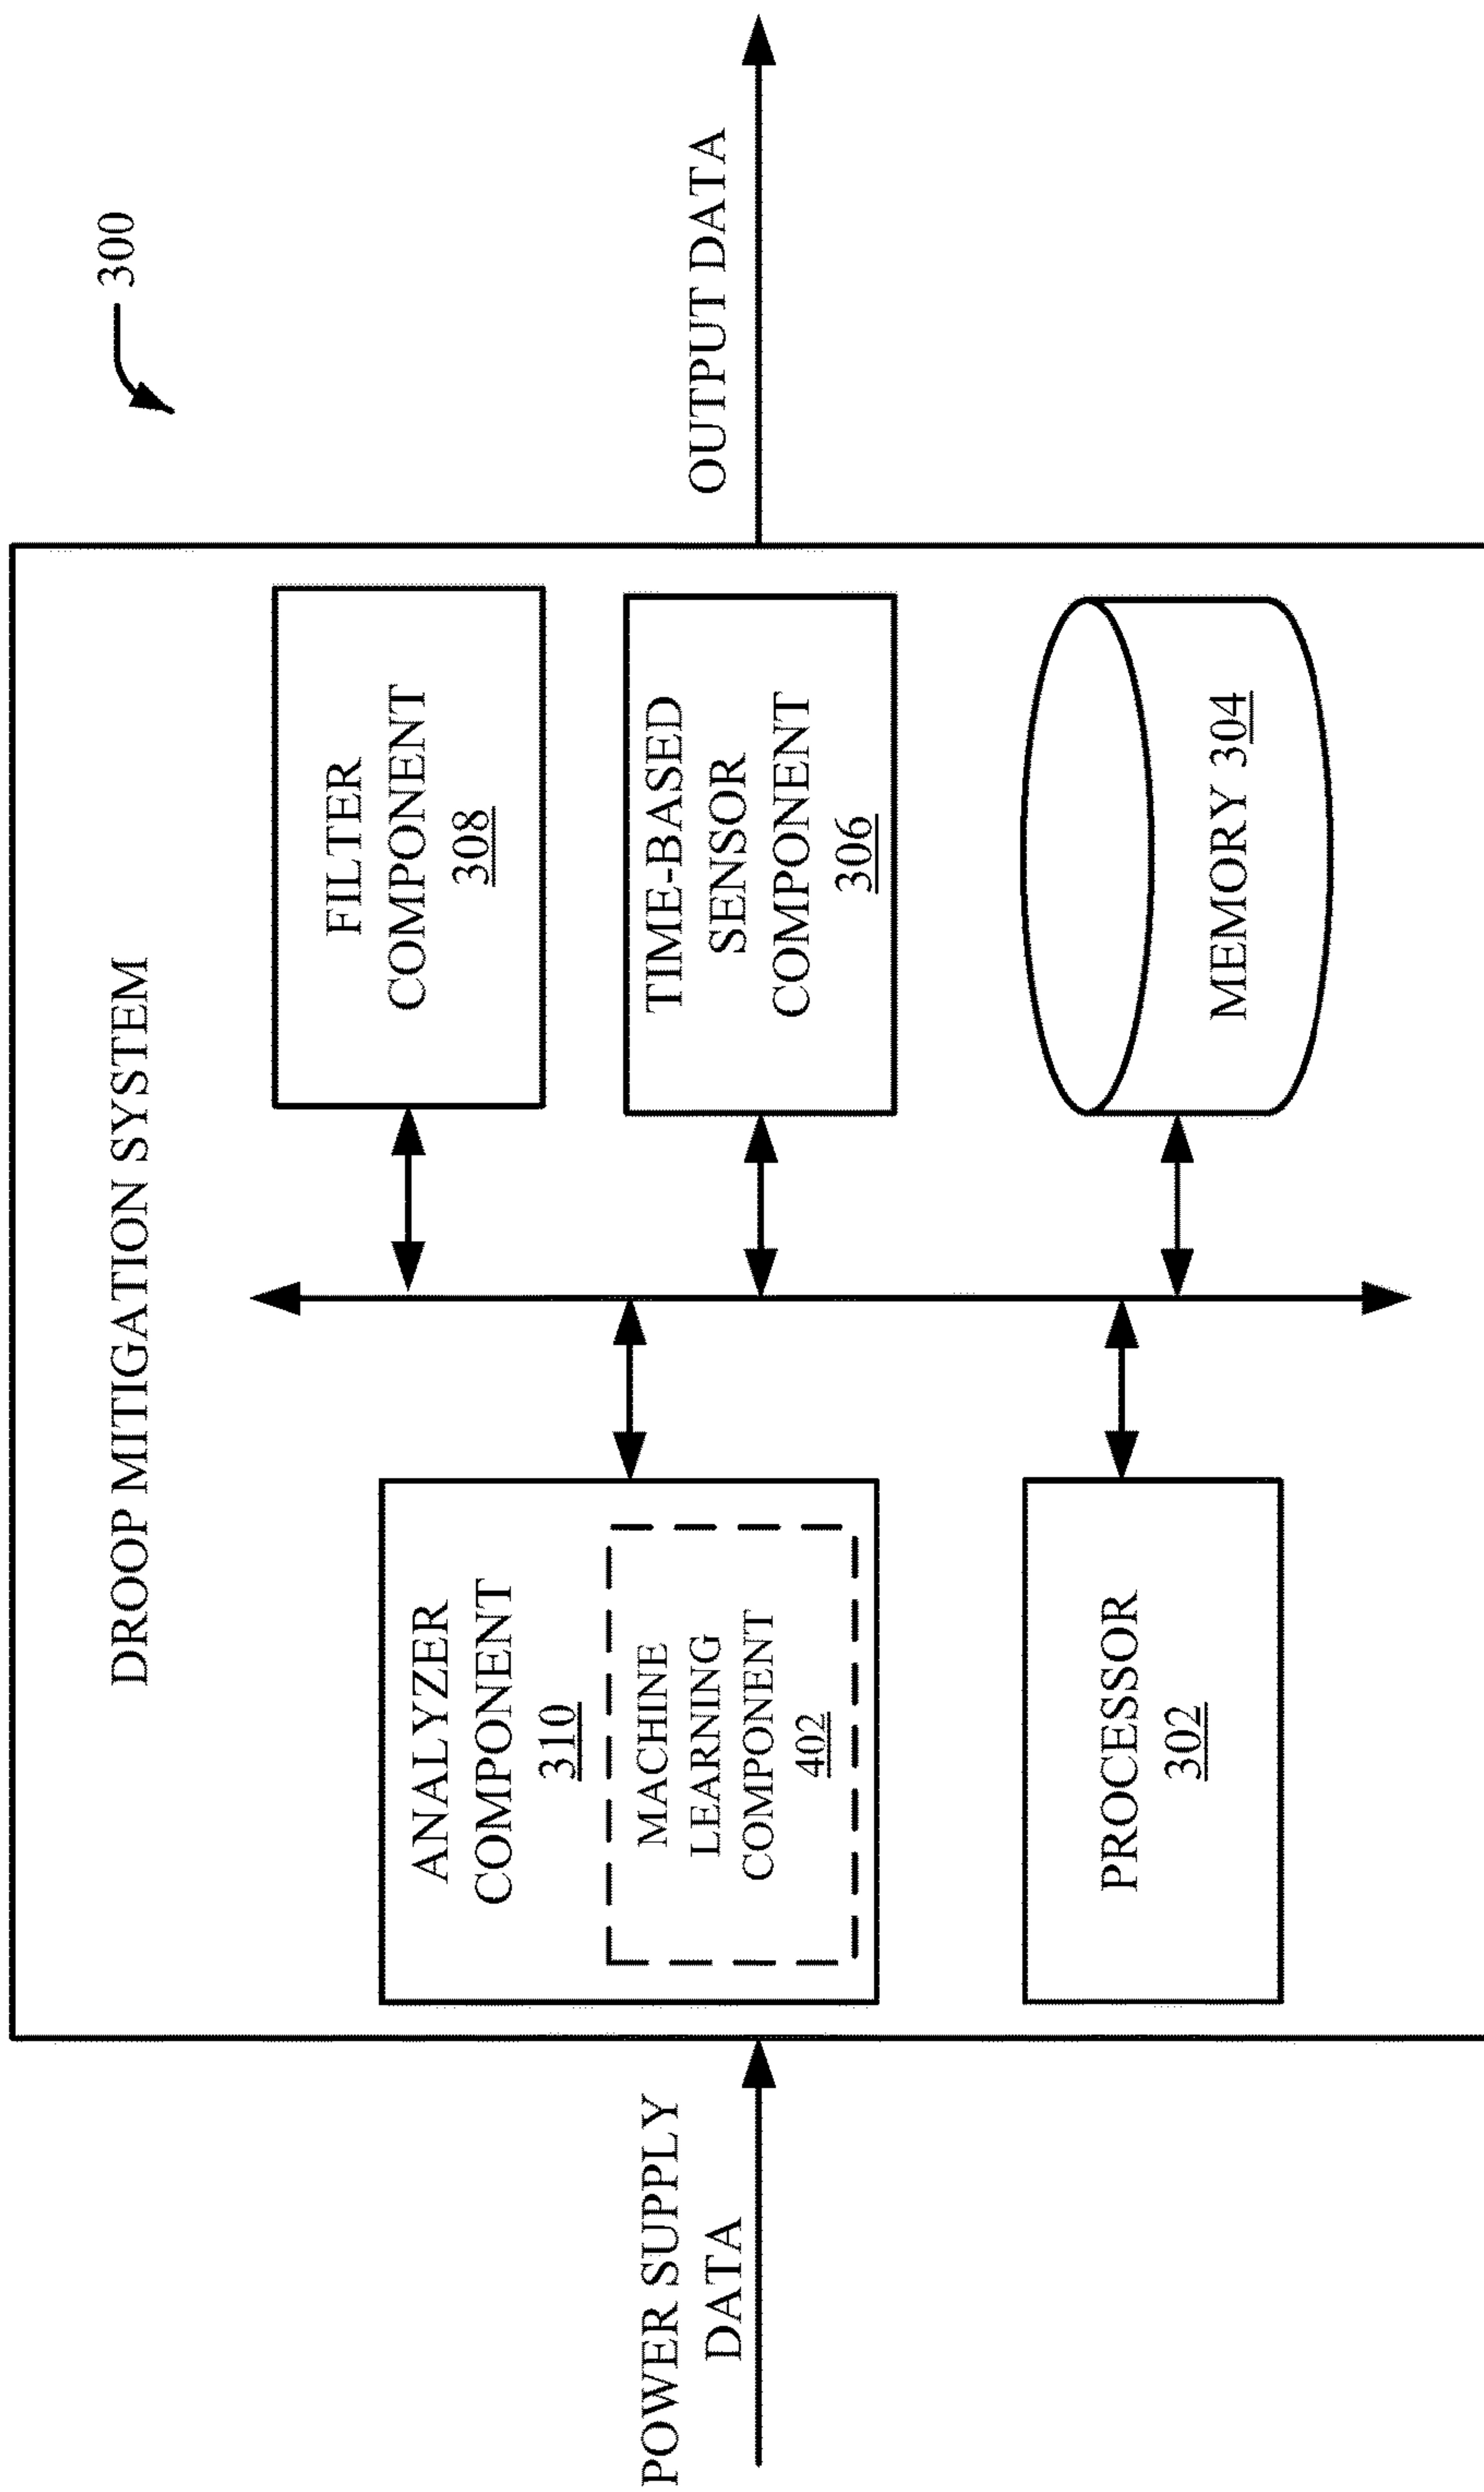 300
DROOP MITIGATION SYSTEM
POWER SUPPLY
DATA
ANALYZER
COMPONENT
310
MACHINE
LEARNING
COMPONENT
402
PROCESSOR
302
FILTER
COMPONENT
308
TIME-BASED
SENSOR
COMPONENT
306
MEMORY 304
OUTPUT DATA